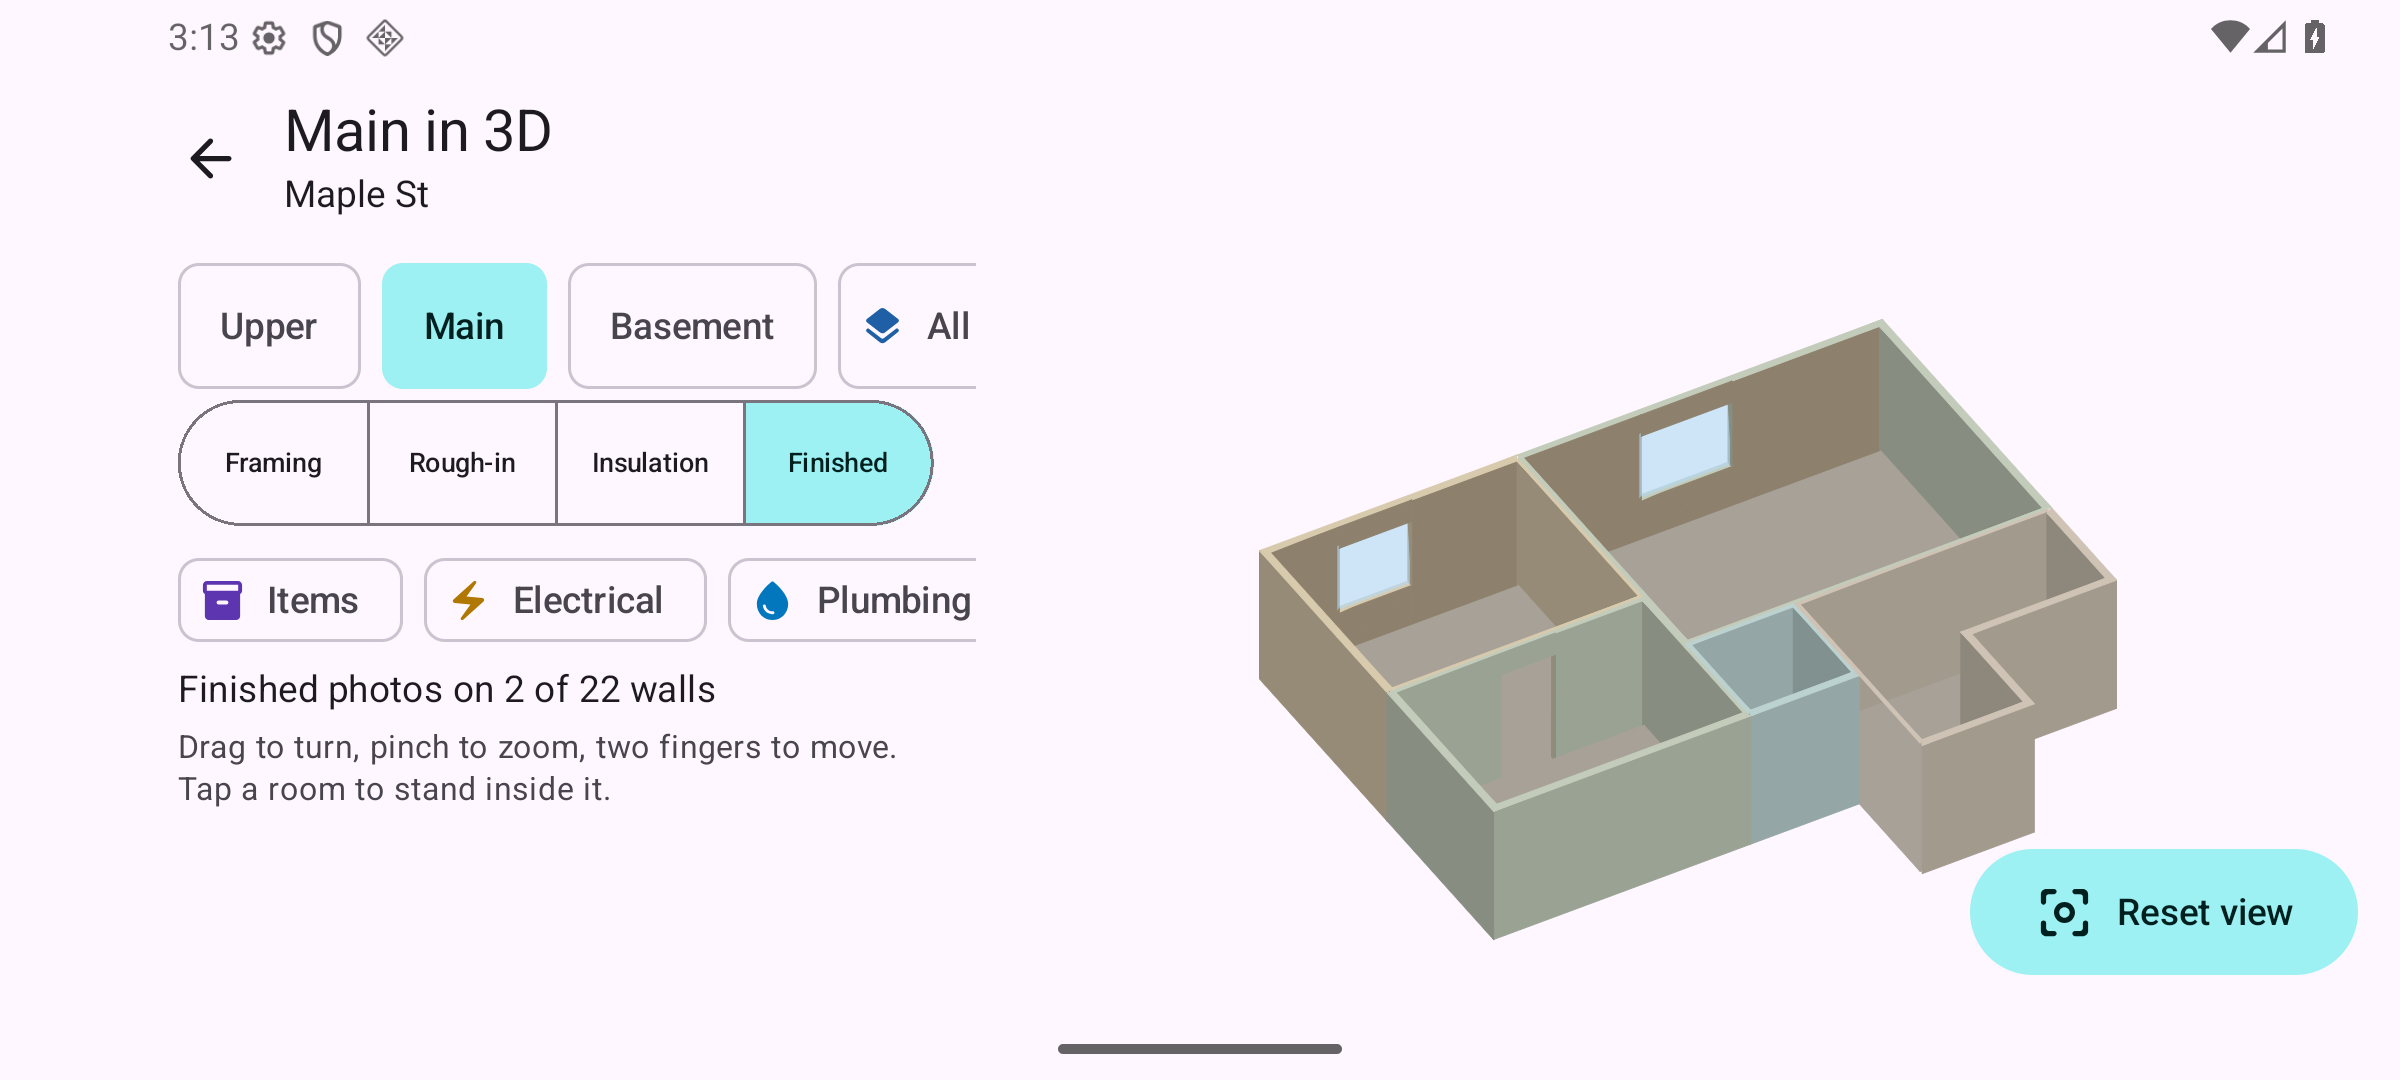 3:13
Main in 3D
Maple St
Upper
Main
Basement
All
Framing
Rough-in
Insulation
Finished
Items
Electrical
Plumbing
Finished photos on 2 of 22 walls
Drag to turn, pinch to zoom, two fingers to move.
Tap a room to stand inside it.
Reset view